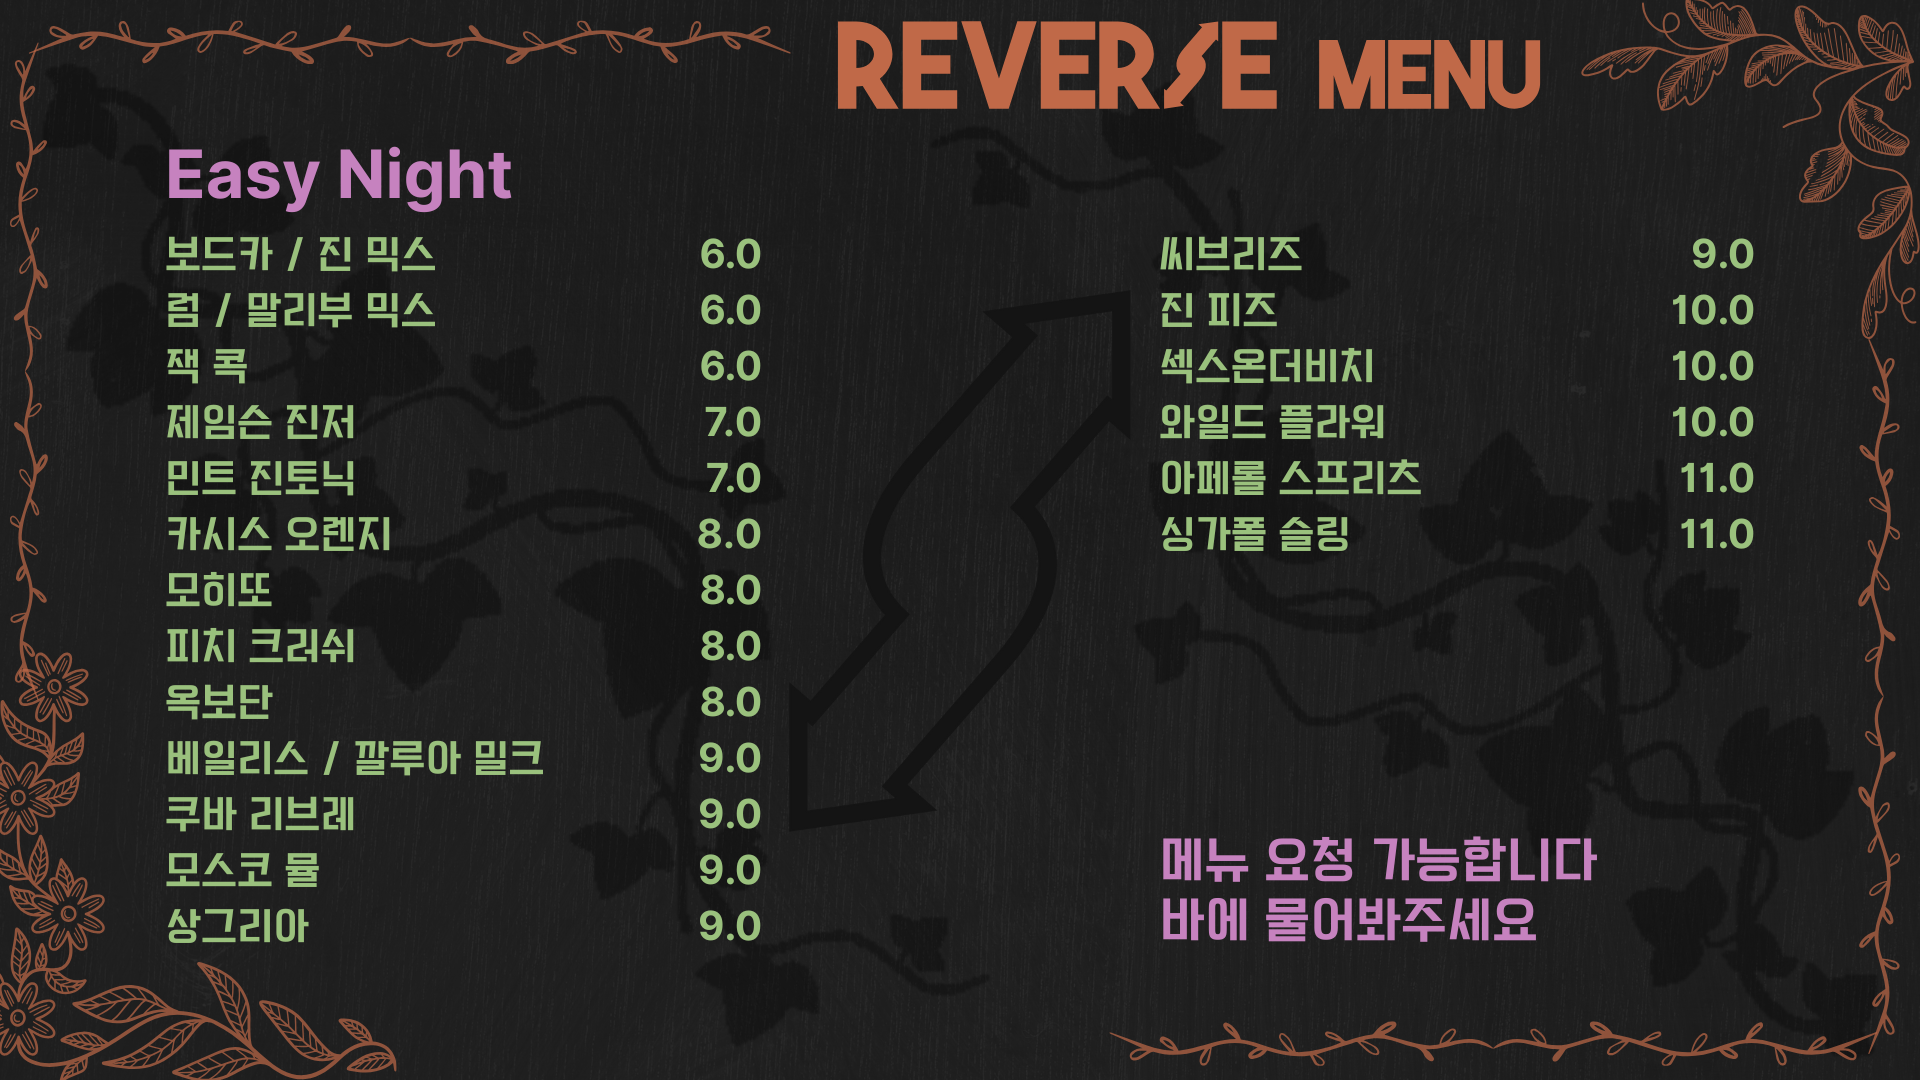 REVERSE MENU
Easy Night
보드카 / 진 믹스 6.0
럼 / 말리부 믹스 6.0
잭 콕 6.0
제임슨 진저 7.0
민트 진토닉 7.0
카시스 오렌지 8.0
모히또 8.0
피치 크러쉬 8.0
옥보단 8.0
베일리스 / 깔루아 밀크 9.0
쿠바 리브레 9.0
모스코 뮬 9.0
상그리아 9.0
씨브리즈 9.0
진 피즈 10.0
섹스온더비치 10.0
와일드 플라워 10.0
아페롤 스프리츠 11.0
싱가폴 슬링 11.0
메뉴 요청 가능합니다
바에 물어봐주세요